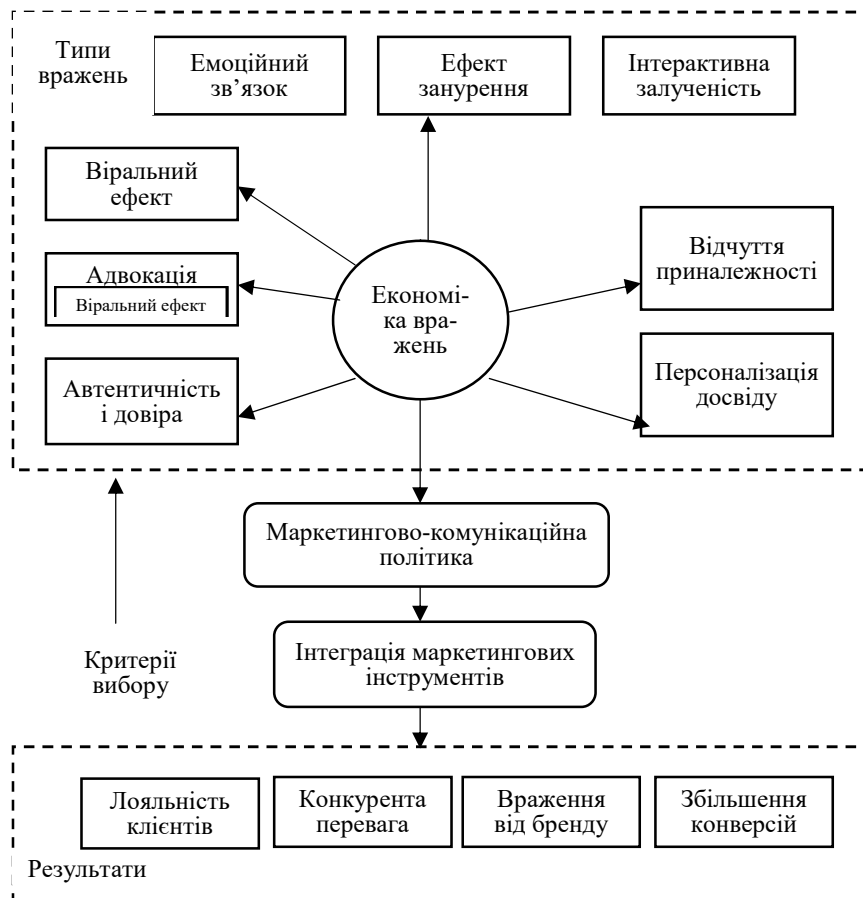 Типи
вражень
Емоційний
зв’язок
Ефект
занурення
Інтерактивна
залученість
Віральний
ефект
Адвокація
Віральний ефект
Автентичність
і довіра
Економі-
ка вра-
жень
Відчуття
приналежності
Персоналізація
досвіду
Маркетингово-комунікаційна
політика
Критерії
вибору
Інтеграція маркетингових
інструментів
Лояльність
клієнтів
Конкурента
перевага
Враження
від бренду
Збільшення
конверсій
Результати